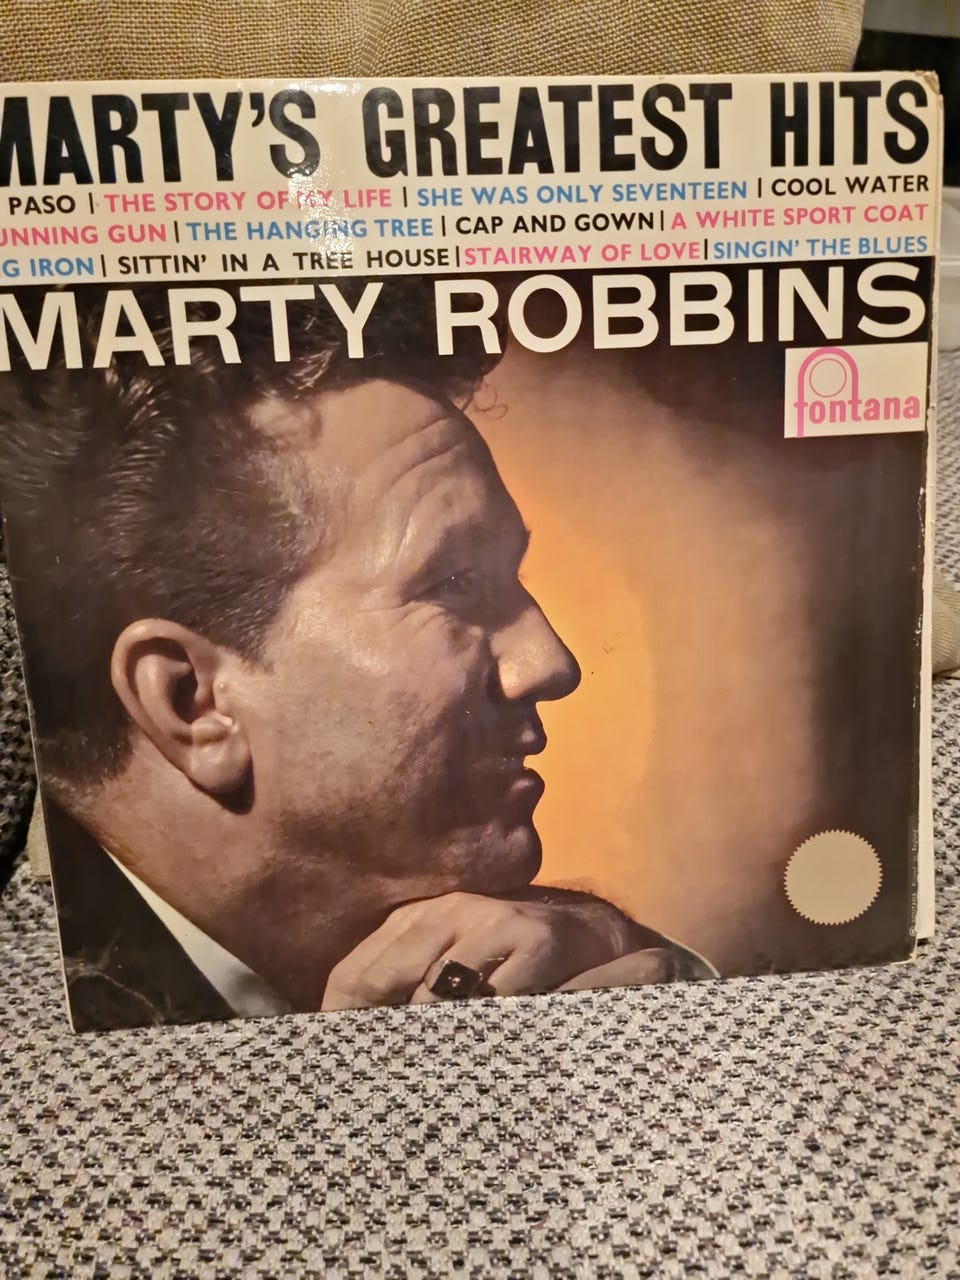 MARTY'S GREATEST HITS
PASO | THE STORY OF MY LIFE | SHE WAS ONLY SEVENTEEN | COOL WATER
UNNING GUN | THE HANGING TREE | CAP AND GOWN | A WHITE SPORT COAT
G IRON | SITTIN' IN A TREE HOUSE | STAIRWAY OF LOVE | SINGIN' THE BLUES
MARTY ROBBINS
fontana